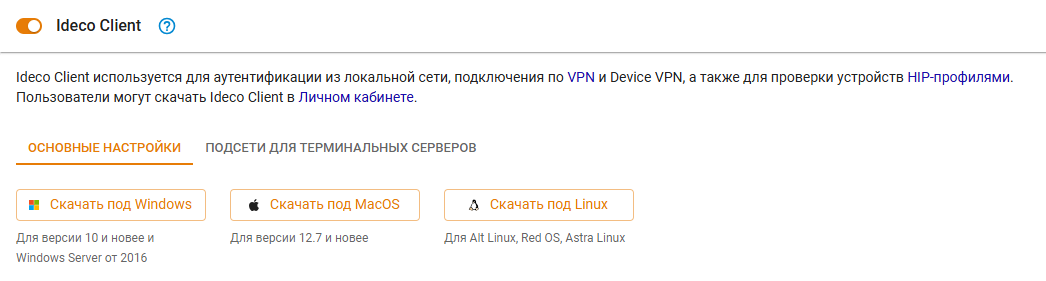 Ideco Client
Ideco Client используется для аутентификации из локальной сети, подключения по VPN и Device VPN, а также для проверки устройств HIP-профилями.
Пользователи могут скачать Ideco Client в Личном кабинете.
ОСНОВНЫЕ НАСТРОЙКИ ПОДСЕТИ ДЛЯ ТЕРМИНАЛЬНЫХ СЕРВЕРОВ
Скачать под Windows Скачать под MacOS Скачать под Linux
Для версии 10 и новее и Для версии 12.7 и новее Для Alt Linux, Red OS, Astra Linux
Windows Server от 2016